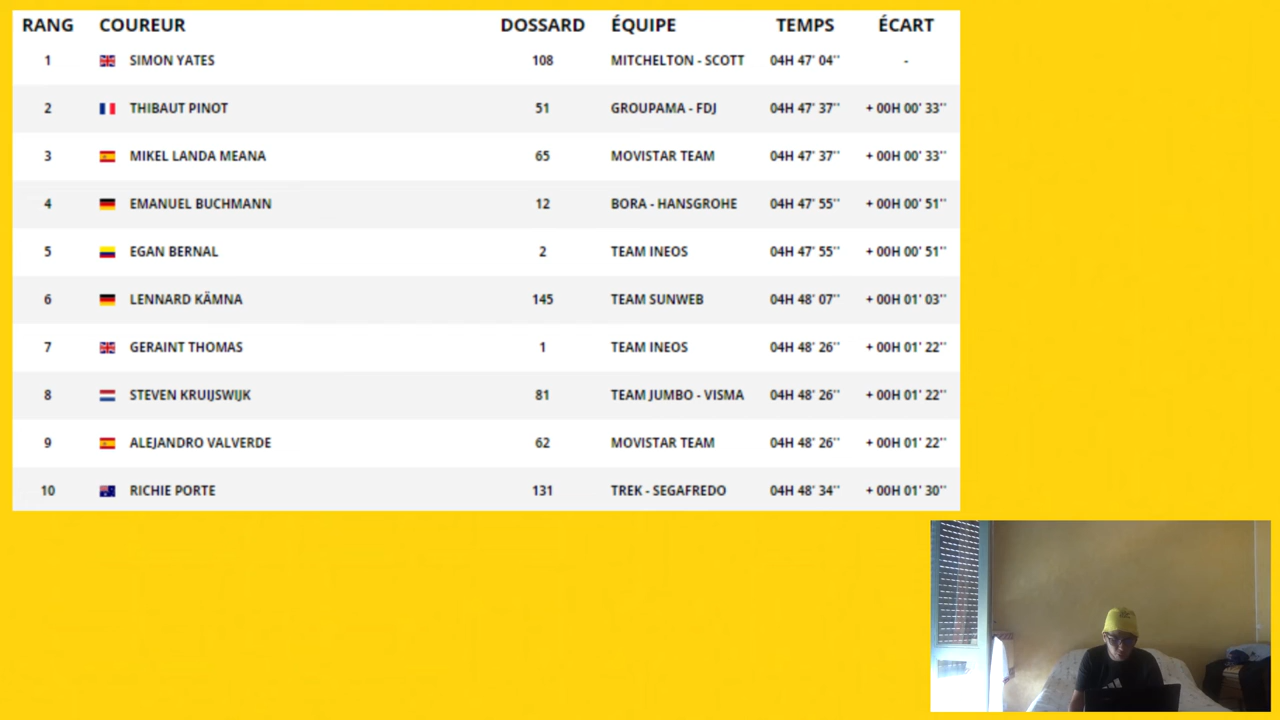 RANG COUREUR DOSSARD ÉQUIPE TEMPS ÉCART
1 SIMON YATES 108 MITCHELTON - SCOTT 04H 47' 04'' -
2 THIBAUT PINOT 51 GROUPAMA - FDJ 04H 47' 37'' + 00H 00' 33''
3 MIKEL LANDA MEANA 65 MOVISTAR TEAM 04H 47' 37'' + 00H 00' 33''
4 EMANUEL BUCHMANN 12 BORA - HANSGROHE 04H 47' 55'' + 00H 00' 51''
5 EGAN BERNAL 2 TEAM INEOS 04H 47' 55'' + 00H 00' 51''
6 LENNARD KÄMNA 145 TEAM SUNWEB 04H 48' 07'' + 00H 01' 03''
7 GERAINT THOMAS 1 TEAM INEOS 04H 48' 26'' + 00H 01' 22''
8 STEVEN KRUIJSWIJK 81 TEAM JUMBO - VISMA 04H 48' 26'' + 00H 01' 22''
9 ALEJANDRO VALVERDE 62 MOVISTAR TEAM 04H 48' 26'' + 00H 01' 22''
10 RICHIE PORTE 131 TREK - SEGAFREDO 04H 48' 34'' + 00H 01' 30''